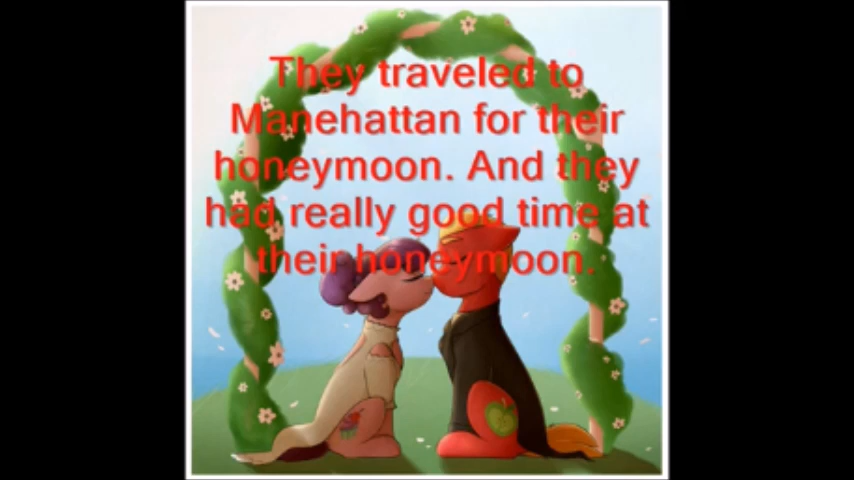 They traveled to
Manehattan for their
honeymoon. And they
had really good time at
their honeymoon.